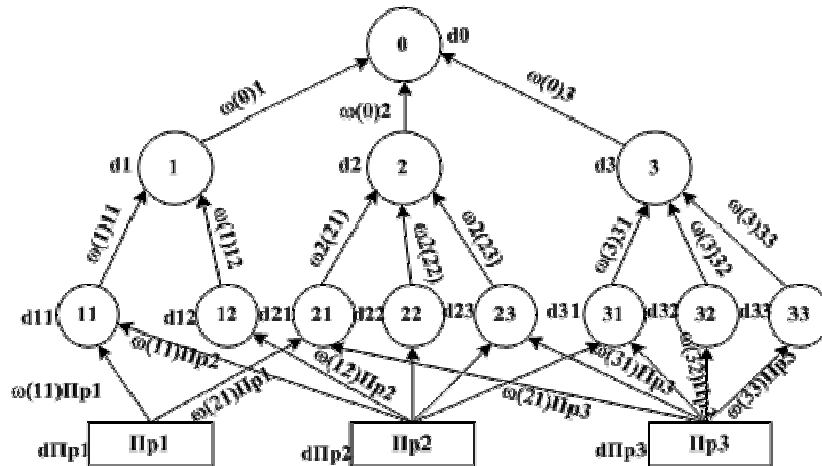 0 d0
ω(0)1 ω(0)2 ω(0)3
d1 1 d2 2 d3 3
ω(1)11 ω(1)12 ω2(21) ω2(22) ω2(23) ω(3)31 ω(3)32 ω(3)33
d11 11 d12 12 d21 21 d22 22 d23 23 d31 31 d32 32 d33 33
ω(11)Пр2 ω(12)Пр2 ω(31)Пр3
ω(11)Пр1 ω(21)Пр1 ω(21)Пр3 ω(33)Пр3
dПр1 Пр1 dПр2 Пр2 dПр3 Пр3